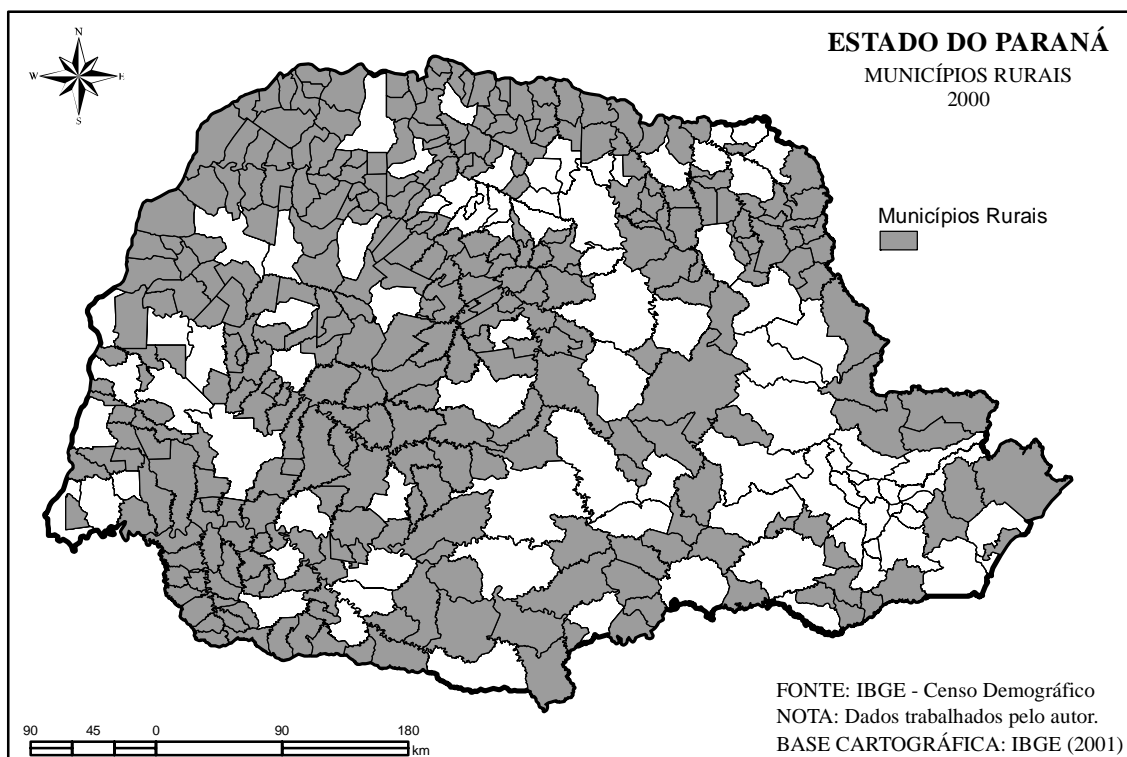 ESTADO DO PARANÁ
MUNICÍPIOS RURAIS
2000
N
W
E
S
Municípios Rurais
FONTE: IBGE - Censo Demográfico
NOTA: Dados trabalhados pelo autor.
BASE CARTOGRÁFICA: IBGE (2001)
90 45 0 90 180
km